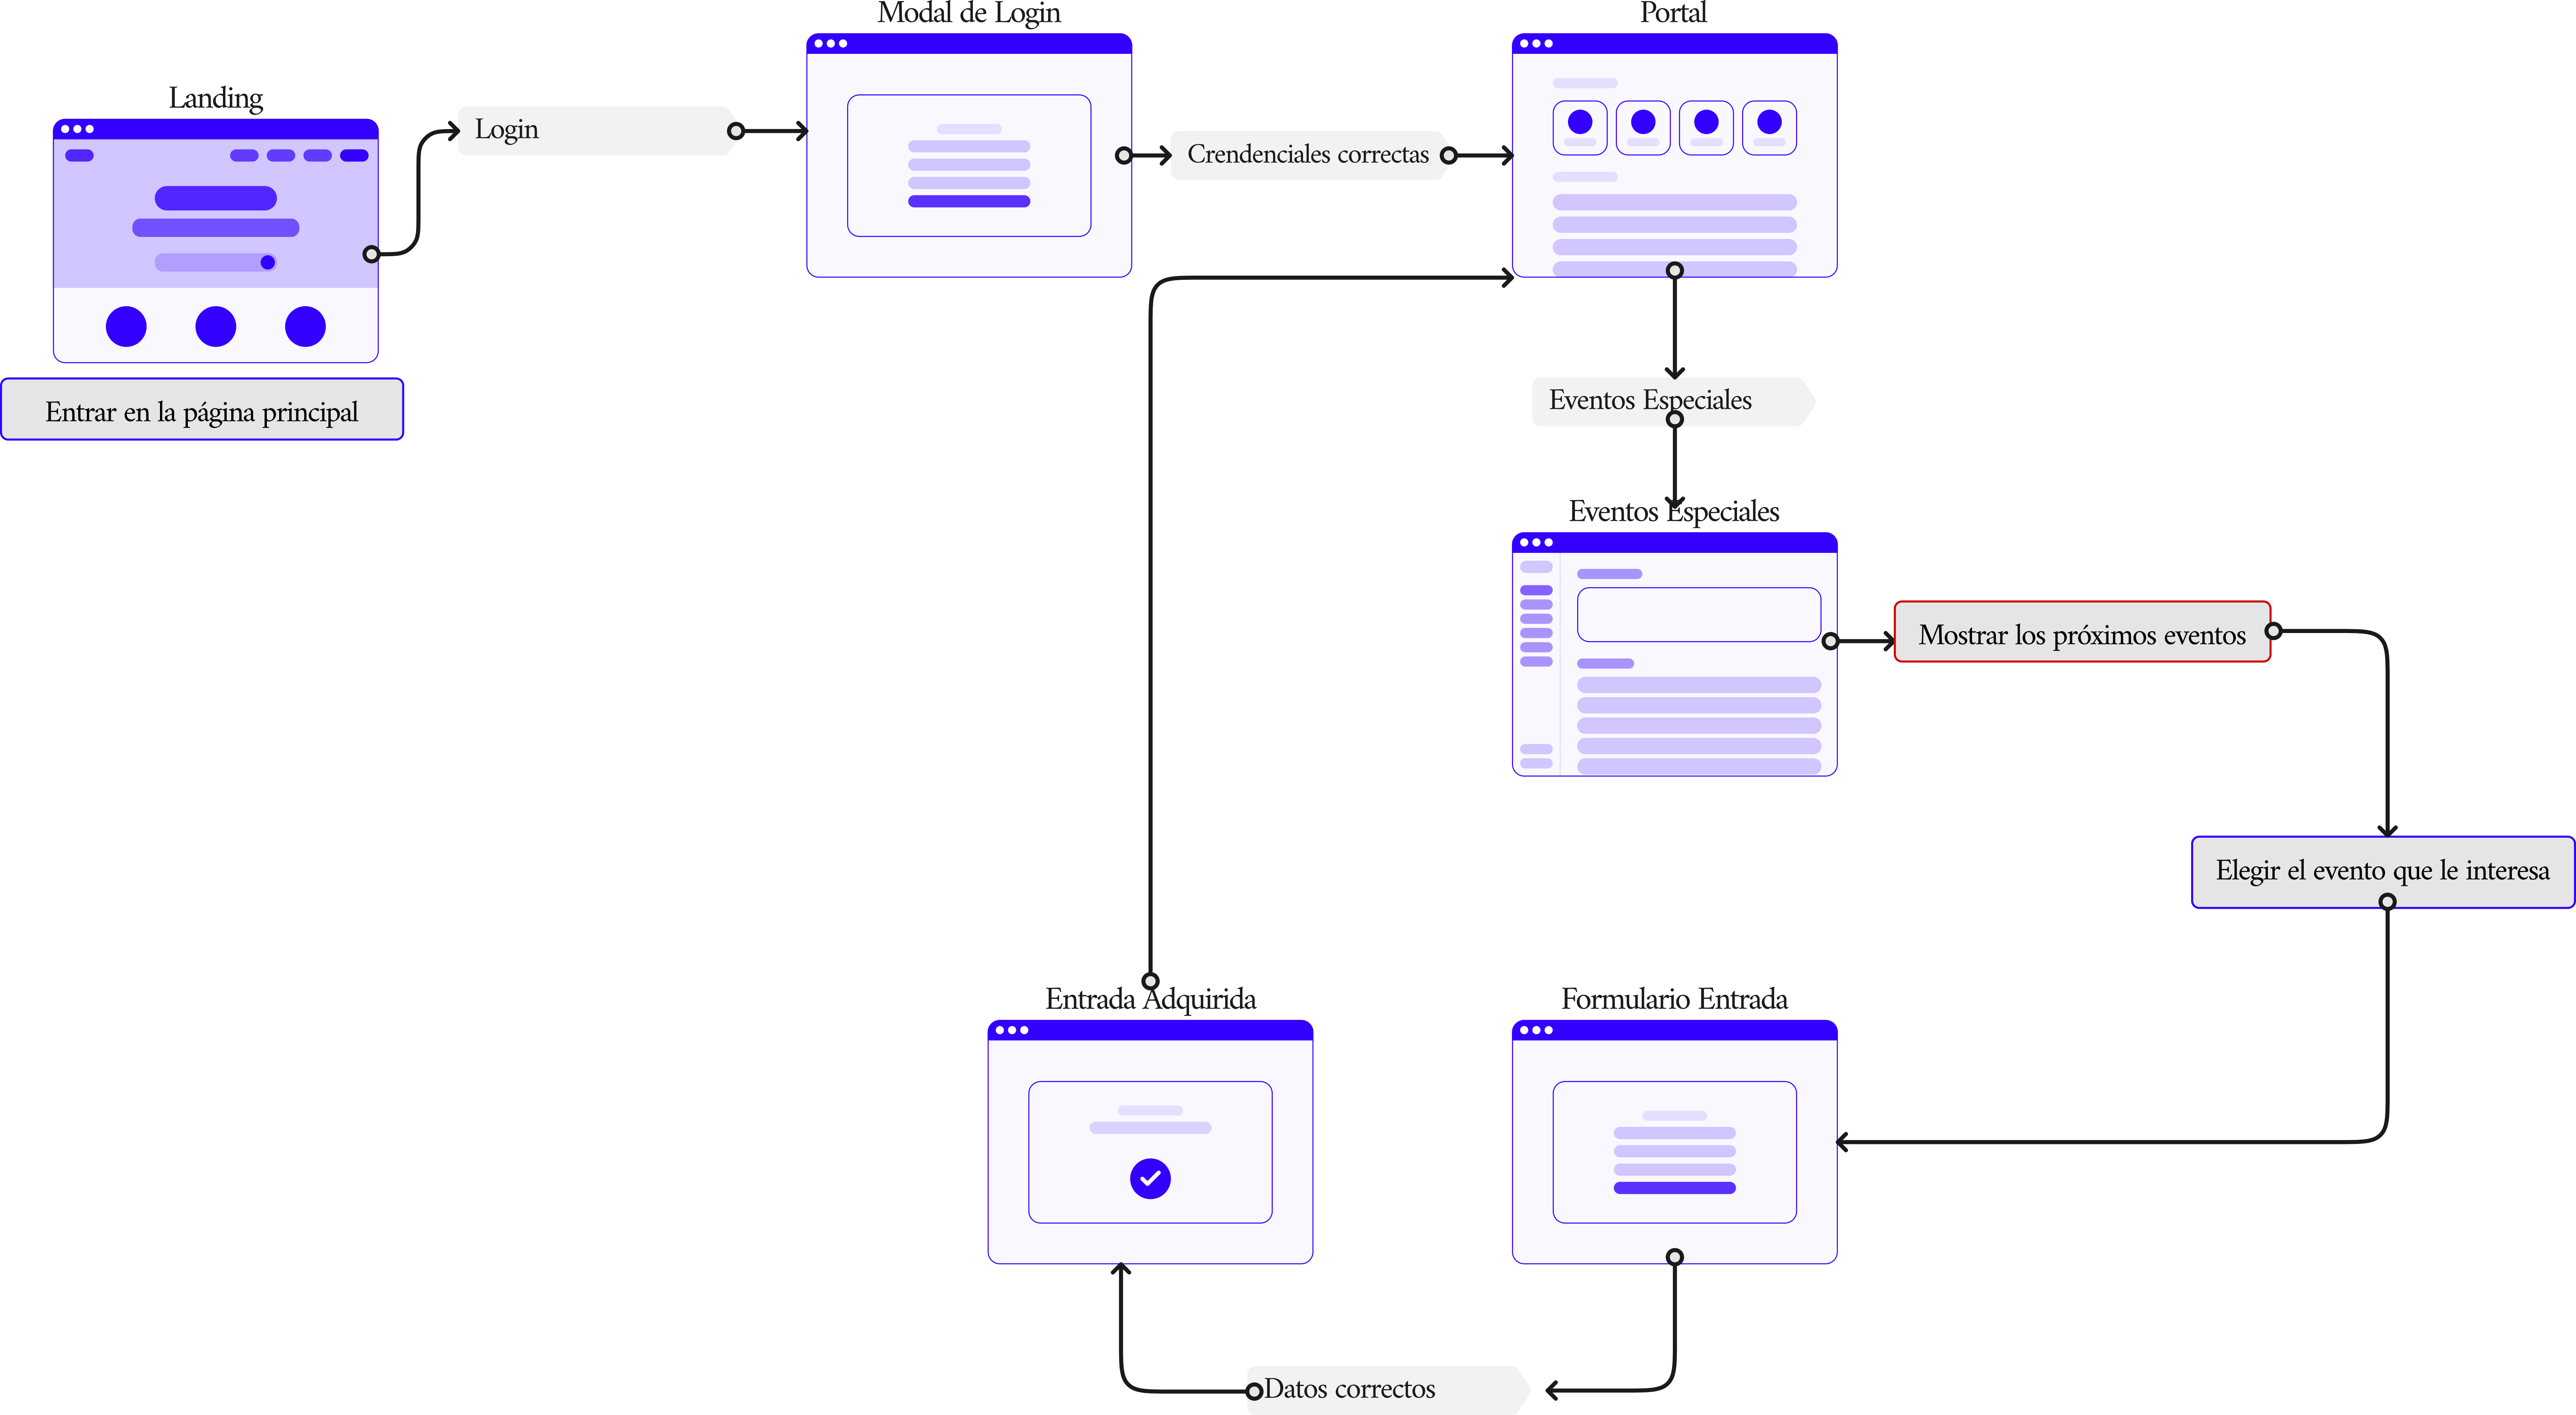 Modal de Login
Portal
Landing
Login
Crendenciales correctas
Entrar en la página principal
Eventos Especiales
Eventos Especiales
Mostrar los próximos eventos
Elegir el evento que le interesa
Entrada Adquirida
Formulario Entrada
Datos correctos